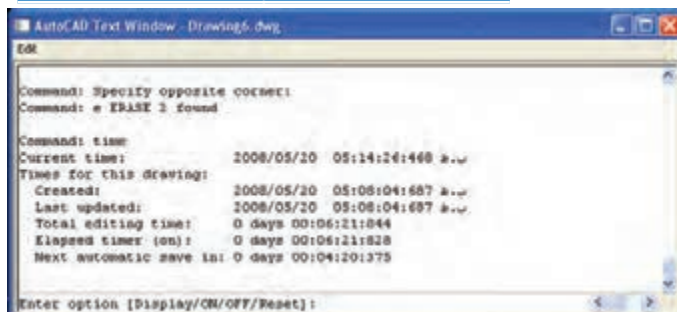 AutoCAD Text Window - Drawing6.dwg
Edit
Command: Specify opposite corner:
Command: e ERASE 2 found
Command: time
Current time: 2008/05/20 05:14:26:468 ب.ظ
Times for this drawing:
Created: 2008/05/20 05:08:04:687 ب.ظ
Last updated: 2008/05/20 05:08:04:687 ب.ظ
Total editing time: 0 days 00:06:21:844
Elapsed timer (on): 0 days 00:06:21:828
Next automatic save in: 0 days 00:04:20:375
Enter option [Display/ON/OFF/Reset]: